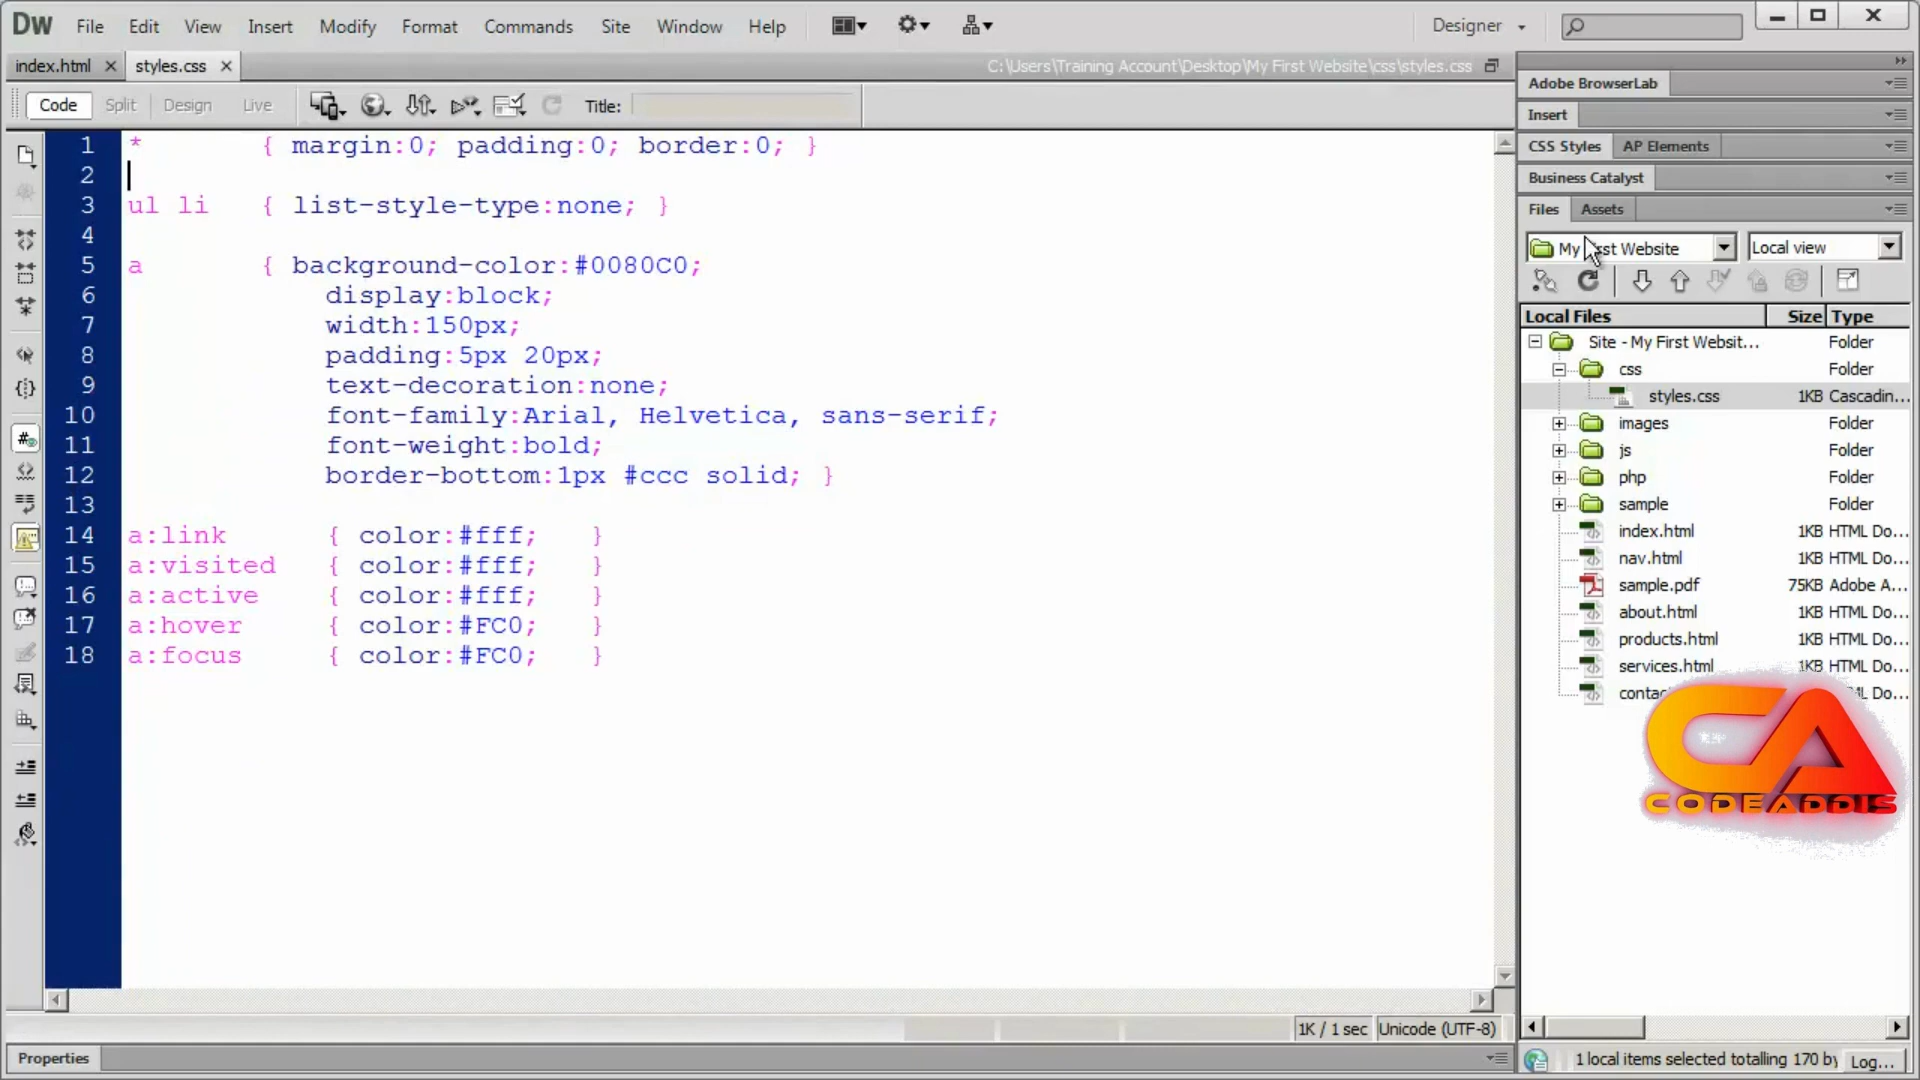 DW File Edit View Insert Modify Format Commands Site Window Help Designer
index.html styles.css C:\Users\Training Account\Desktop\My First Website\css\styles.css
Code Split Design Live Title:
1 * { margin:0; padding:0; border:0; }
2
3 ul li { list-style-type:none; }
4
5 a { background-color:#0080C0;
6 display:block;
7 width:150px;
8 padding:5px 20px;
9 text-decoration:none;
10 font-family:Arial, Helvetica, sans-serif;
11 font-weight:bold;
12 border-bottom:1px #ccc solid; }
13
14 a:link { color:#fff; }
15 a:visited { color:#fff; }
16 a:active { color:#fff; }
17 a:hover { color:#FC0; }
18 a:focus { color:#FC0; }
1K / 1 sec Unicode (UTF-8)
Properties
Adobe BrowserLab
Insert
CSS Styles AP Elements
Business Catalyst
Files Assets
My First Website Local view
Local Files Size Type
Site - My First Websit... Folder
css Folder
styles.css 1KB Cascadin...
images Folder
js Folder
php Folder
sample Folder
index.html 1KB HTML Do...
nav.html 1KB HTML Do...
sample.pdf 75KB Adobe A...
about.html 1KB HTML Do...
products.html 1KB HTML Do...
services.html 1KB HTML Do...
Do...
CA
CODEADDIS
1 local items selected totalling 170 by Log...